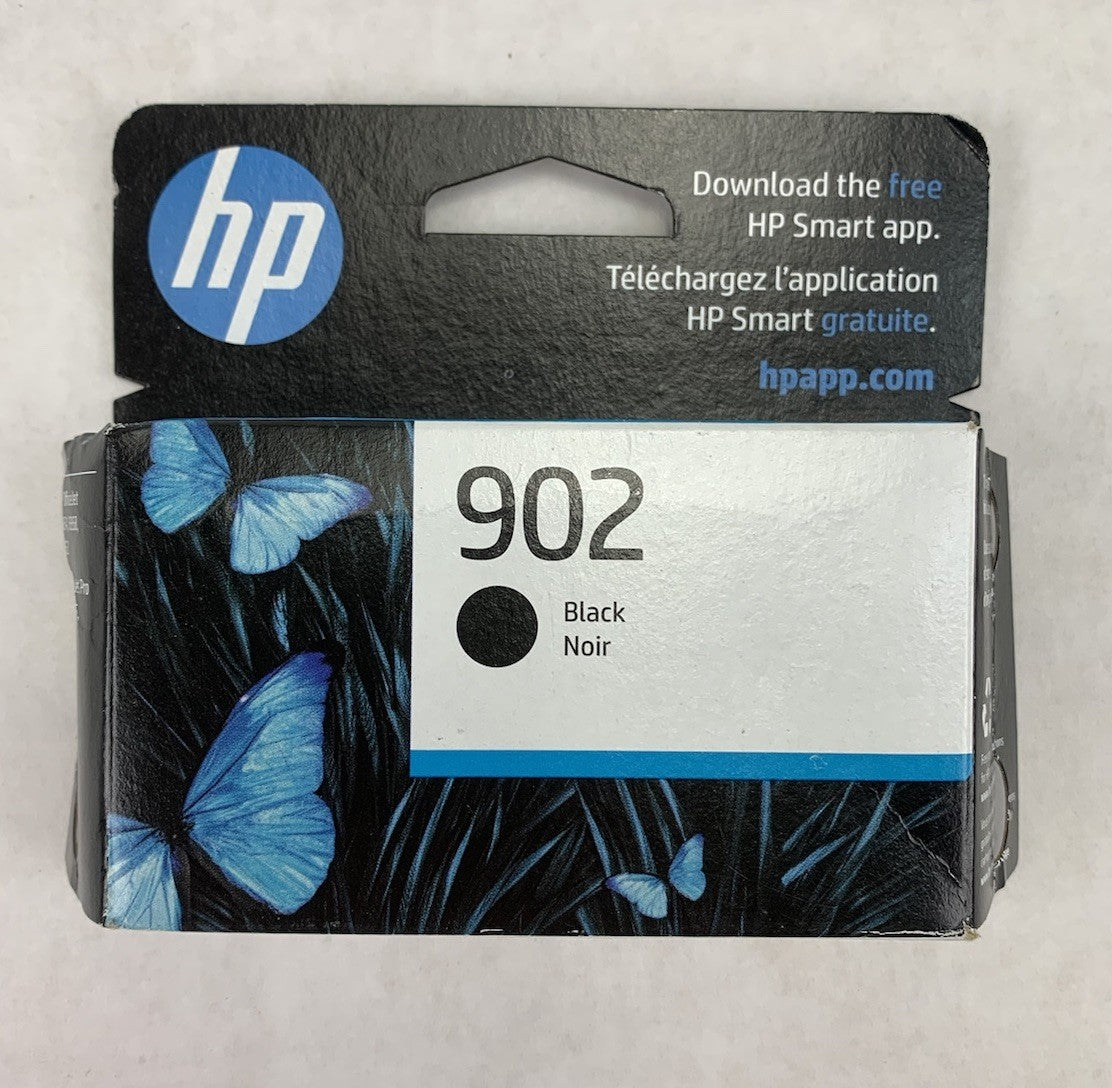 hp
Download the free
HP Smart app.
Téléchargez l'application
HP Smart gratuite.
hpapp.com
902
Black
Noir